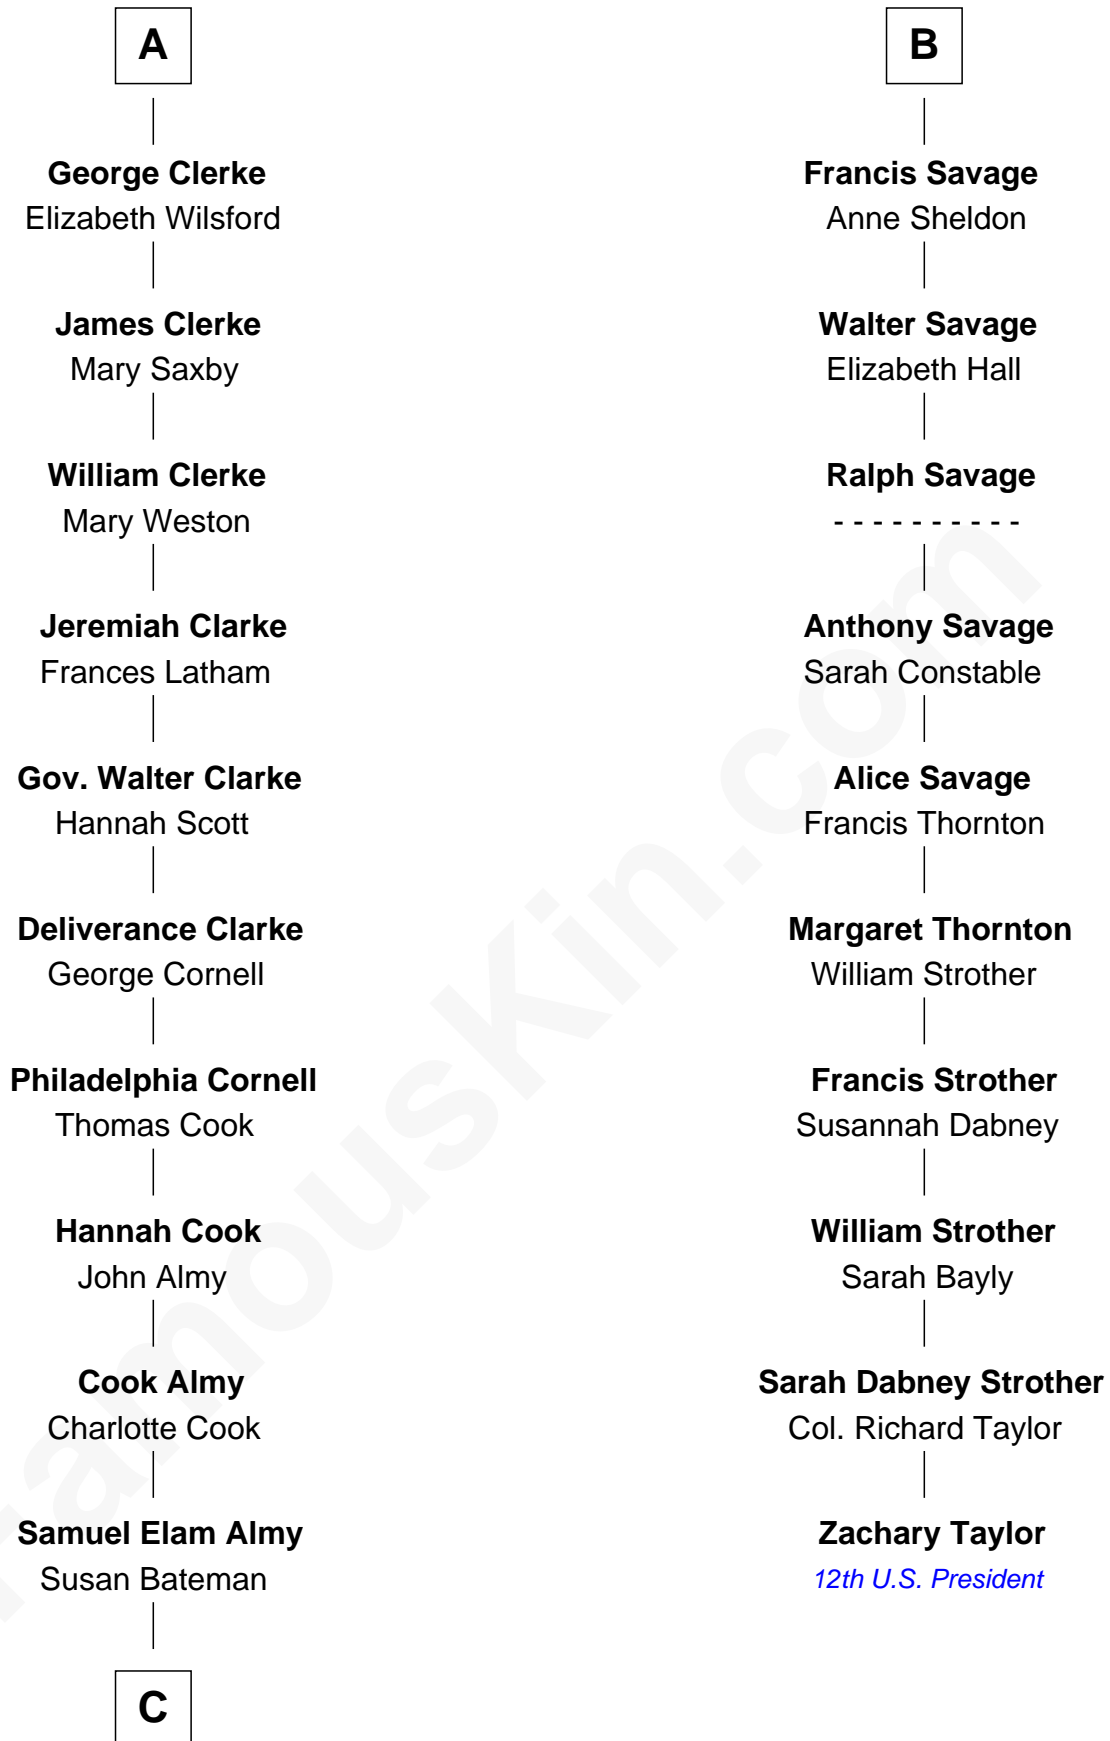 A
George Clerke
Elizabeth Wilsford
James Clerke
Mary Saxby
William Clerke
Mary Weston
Jeremiah Clarke
Frances Latham
Gov. Walter Clarke
Hannah Scott
Deliverance Clarke
George Cornell
Philadelphia Cornell
Thomas Cook
Hannah Cook
John Almy
Cook Almy
Charlotte Cook
Samuel Elam Almy
Susan Bateman
C
B
Francis Savage
Anne Sheldon
Walter Savage
Elizabeth Hall
Ralph Savage
- - - - - - - - - -
Anthony Savage
Sarah Constable
Alice Savage
Francis Thornton
Margaret Thornton
William Strother
Francis Strother
Susannah Dabney
William Strother
Sarah Bayly
Sarah Dabney Strother
Col. Richard Taylor
Zachary Taylor
12th U.S. President
FamousKin.com